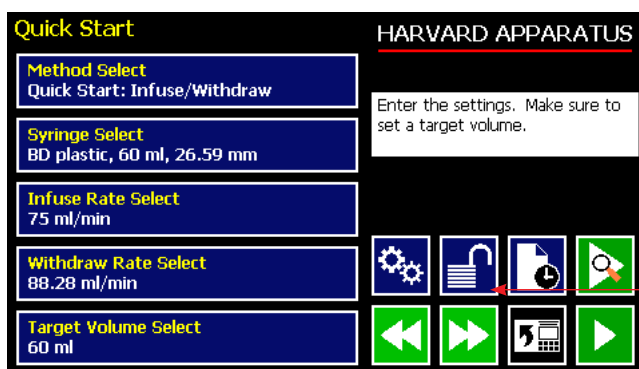 Quick Start
HARVARD APPARATUS
Method Select
Quick Start: Infuse/Withdraw
Enter the settings. Make sure to
set a target volume.
Syringe Select
BD plastic, 60 ml, 26.59 mm
Infuse Rate Select
75 ml/min
Withdraw Rate Select
88.28 ml/min
Target Volume Select
60 ml